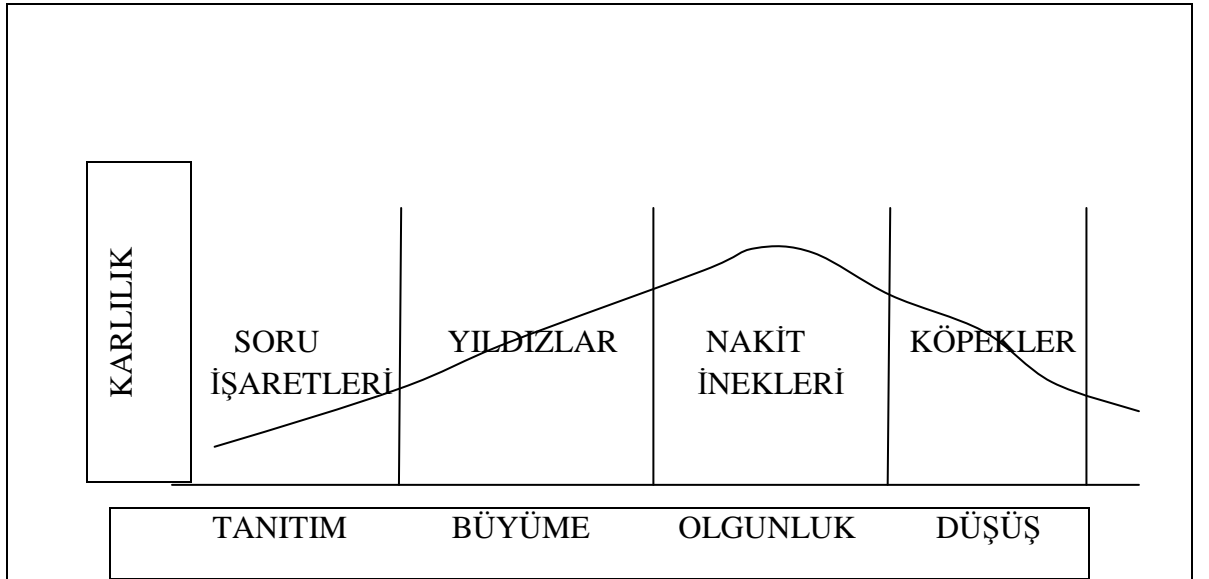 KARLILIK
SORU
İŞARETLERİ
YILDIZLAR
NAKİT
İNEKLERİ
KÖPEKLER
TANITIM
BÜYÜME
OLGUNLUK
DÜŞÜŞ